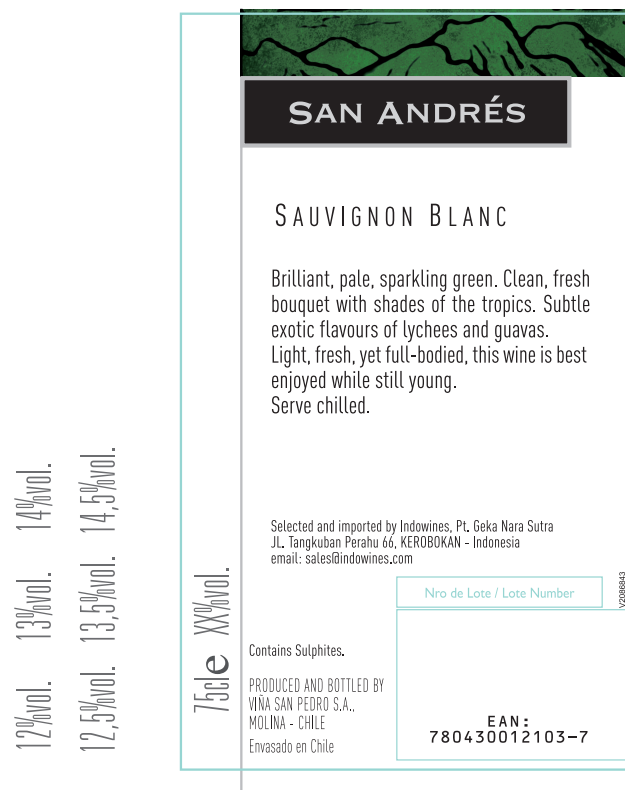 SAN ANDRÉS
SAUVIGNON BLANC
Brilliant, pale, sparkling green. Clean, fresh
bouquet with shades of the tropics. Subtle
exotic flavours of lychees and guavas.
Light, fresh, yet full-bodied, this wine is best
enjoyed while still young.
Serve chilled.
Selected and imported by Indowines, Pt. Geka Nara Sutra
JL. Tangkuban Perahu 66, KEROBOKAN - Indonesia
email: sales@indowines.com
Nro de Lote / Lote Number
V2086843
Contains Sulphites.
PRODUCED AND BOTTLED BY
VIÑA SAN PEDRO S.A.,
MOLINA - CHILE
Envasado en Chile
EAN:
780430012103-7
75cl e XX%vol.
12%vol. 13%vol. 14%vol.
12,5%vol. 13,5%vol. 14,5%vol.